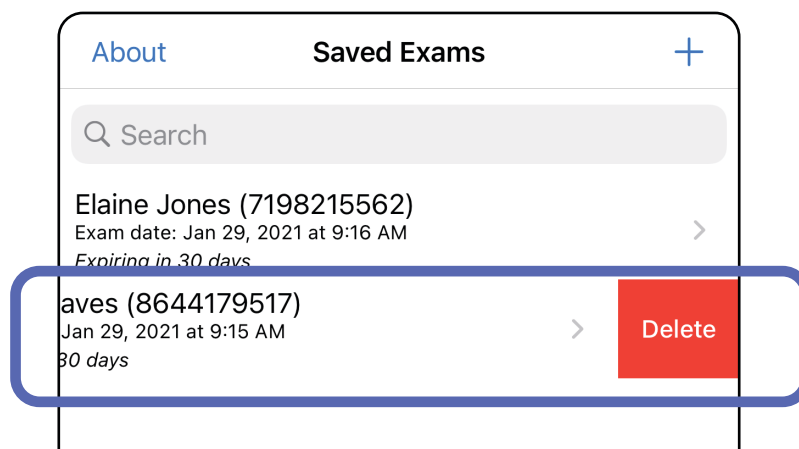 About
Saved Exams
Search
Elaine Jones (7198215562)
Exam date: Jan 29, 2021 at 9:16 AM
Expiring in 30 days
aves (8644179517)
Jan 29, 2021 at 9:15 AM
30 days
Delete